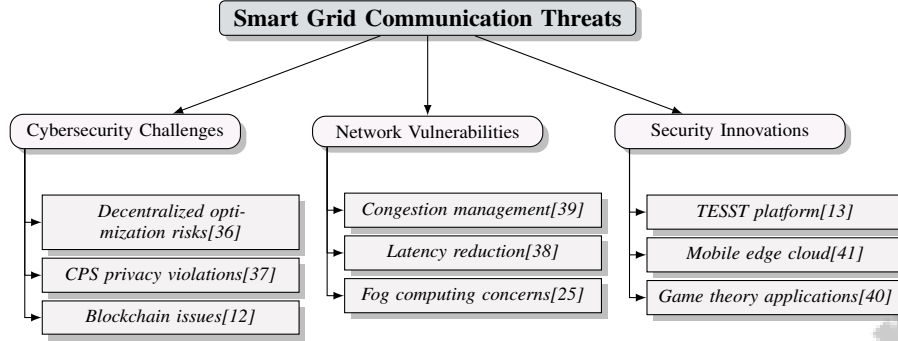 Smart Grid Communication Threats
Cybersecurity Challenges
Decentralized opti-
mization risks[36]
CPS privacy violations[37]
Blockchain issues[12]
Network Vulnerabilities
Congestion management[39]
Latency reduction[38]
Fog computing concerns[25]
Security Innovations
TESST platform[13]
Mobile edge cloud[41]
Game theory applications[40]